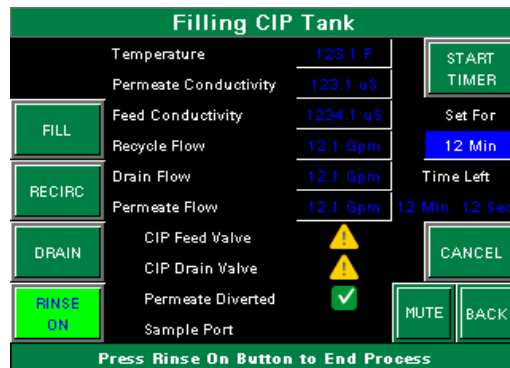 Filling CIP Tank
Temperature 123.1 F
Permeate Conductivity 123.1 uS
Feed Conductivity 1234.1 uS
Recycle Flow 12.1 Gpm
Drain Flow 12.1 Gpm
Permeate Flow 12.1 Gpm
CIP Feed Valve
CIP Drain Valve
Permeate Diverted
Sample Port
FILL
RECIRC
DRAIN
RINSE
ON
START
TIMER
Set For
12 Min
Time Left
12 Min 12 Sec
CANCEL
MUTE
BACK
Press Rinse On Button to End Process